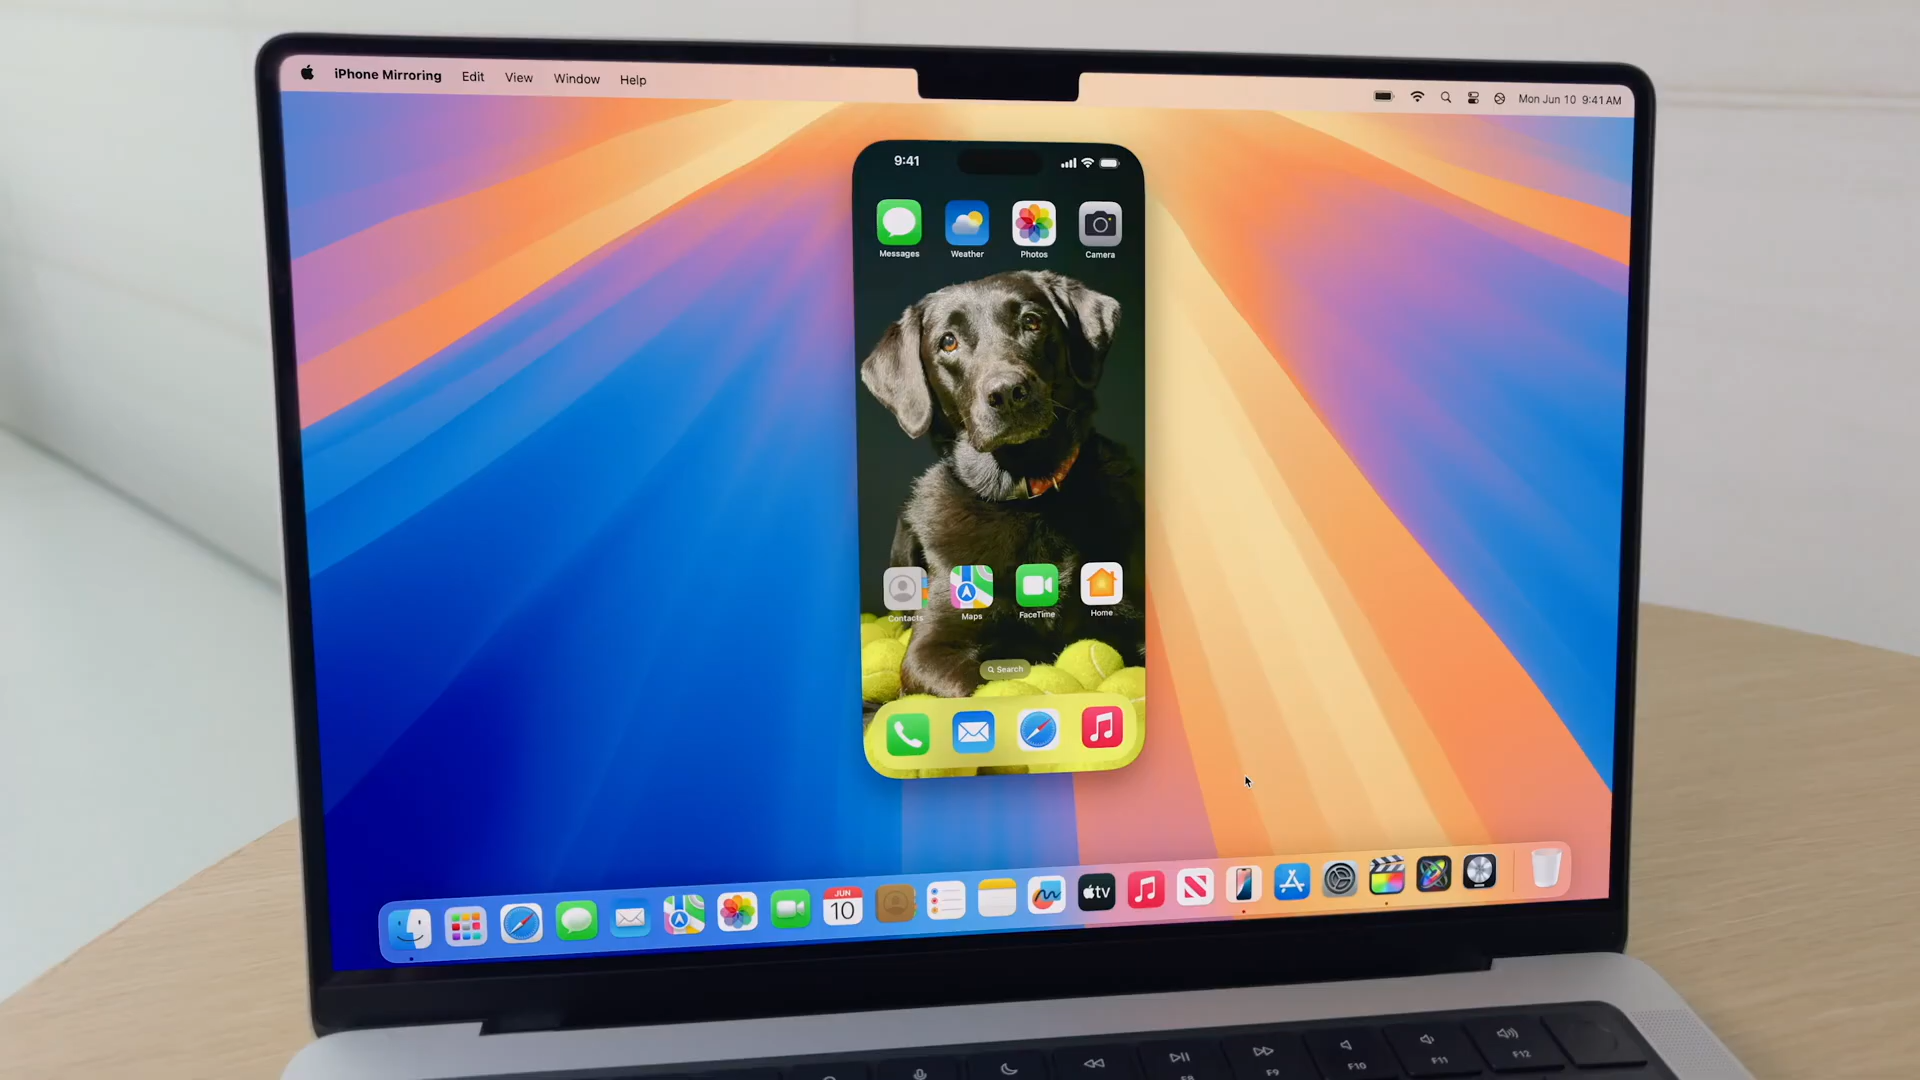 iPhone Mirroring Edit View Window Help
Mon Jun 10 9:41 AM
9:41
Messages Weather Photos Camera
Contacts Maps FaceTime Home
Search
JUN
10
tv
F8 F9 F10 F11 F12